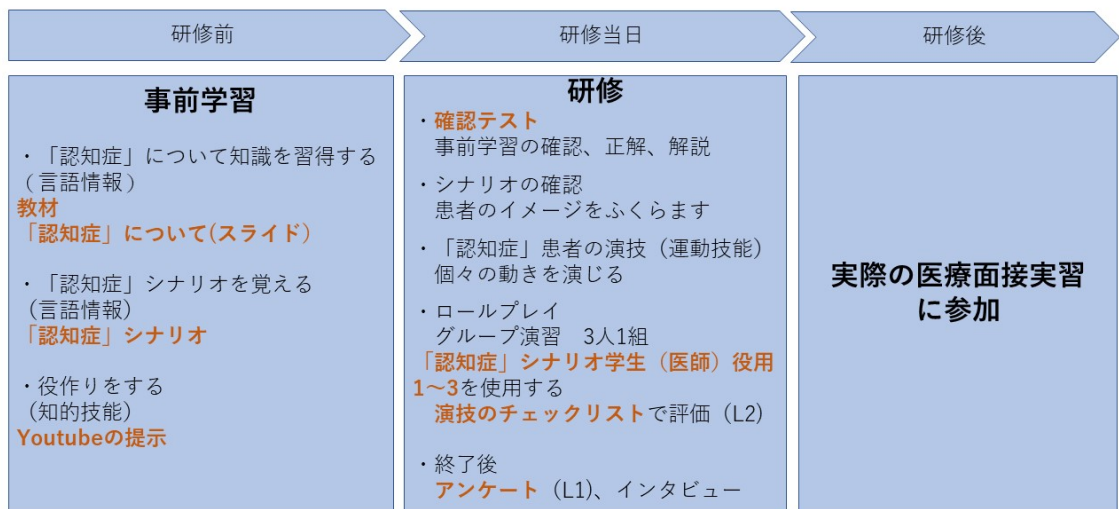 研修前
研修当日
研修後
事前学習
・「認知症」について知識を習得する
(言語情報)
教材
「認知症」について(スライド)
・「認知症」シナリオを覚える
(言語情報)
「認知症」シナリオ
・役作りをする
(知的技能)
Youtubeの提示
研修
・確認テスト
事前学習の確認、正解、解説
・シナリオの確認
患者のイメージをふくらます
・「認知症」患者の演技(運動技能)
個々の動きを演じる
・ロールプレイ
グループ演習 3人1組
「認知症」シナリオ学生(医師)役用
1~3を使用する
演技のチェックリストで評価(L2)
・終了後
アンケート(L1)、インタビュー
実際の医療面接実習
に参加